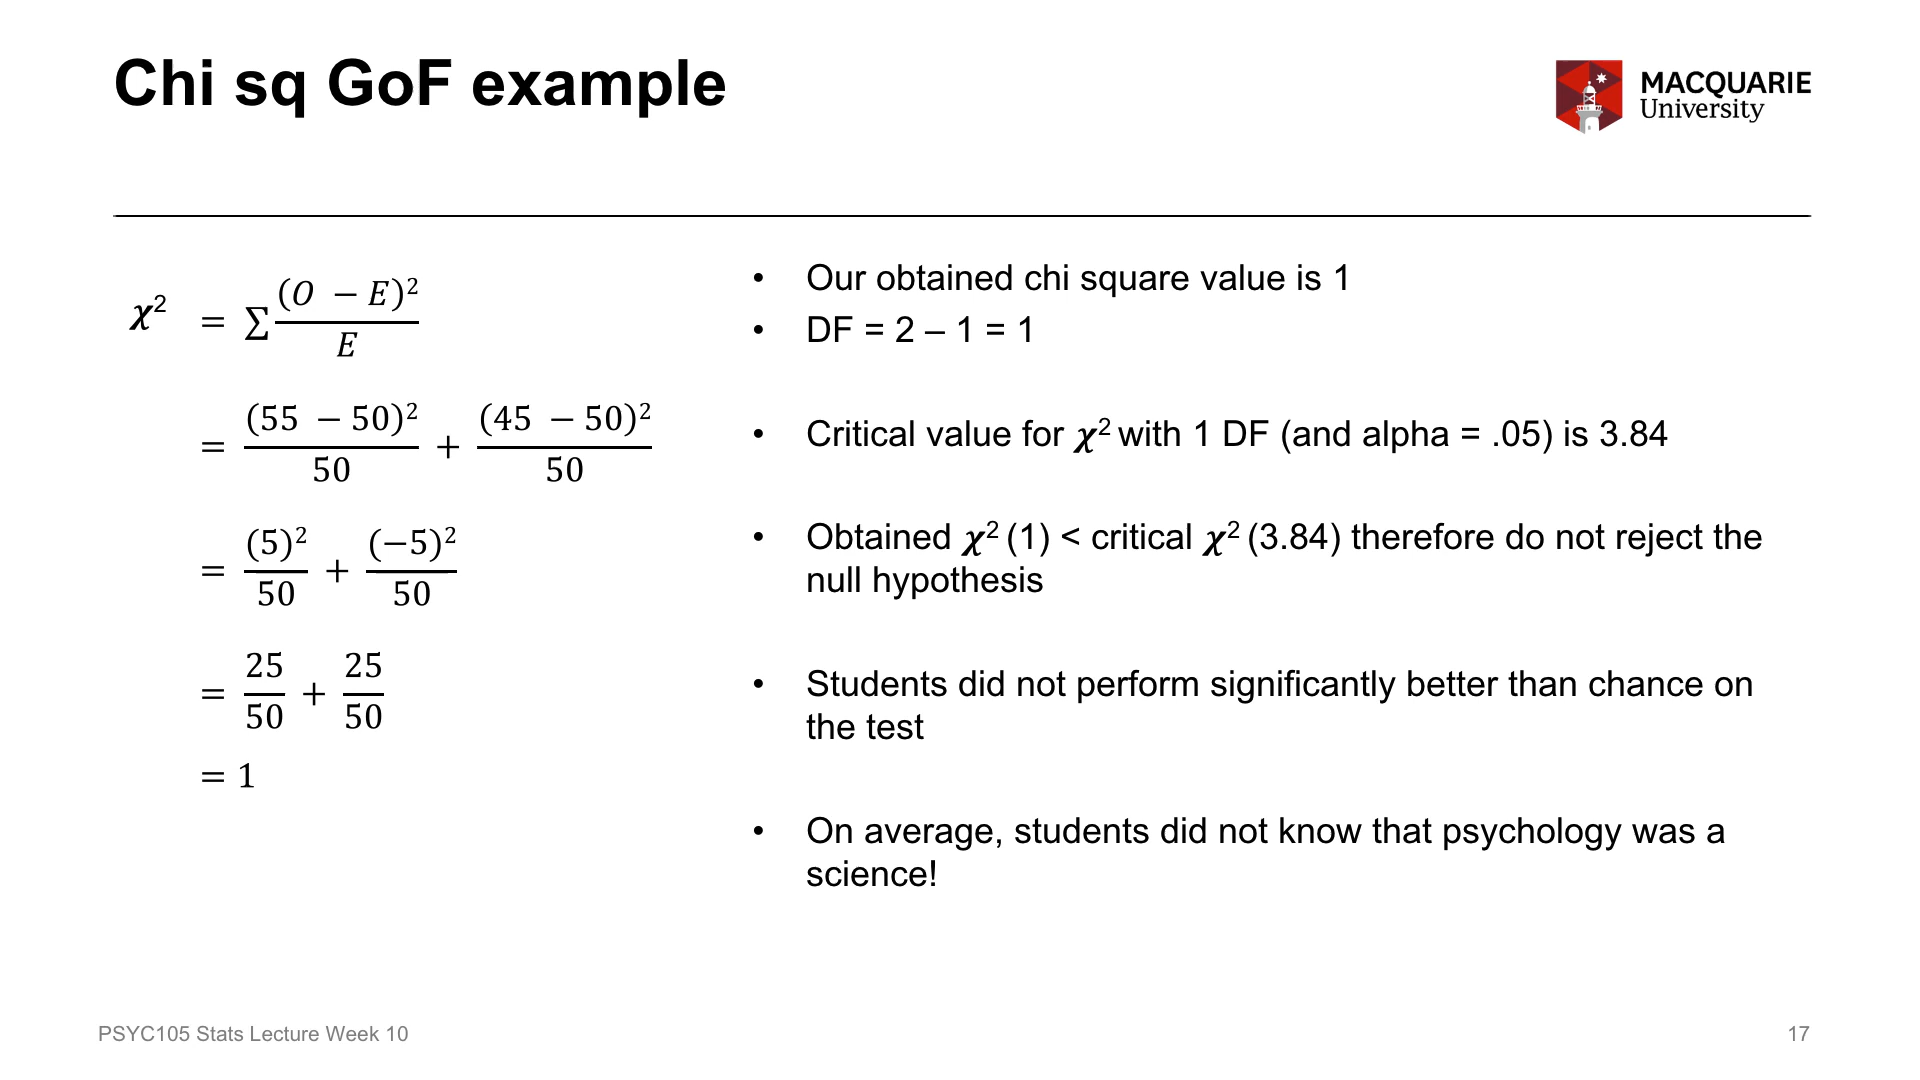 Chi sq GoF example
MACQUARIE
University
𝝌² = ∑ (O − E)² / E
= (55 − 50)² / 50 + (45 − 50)² / 50
= (5)² / 50 + (−5)² / 50
= 25 / 50 + 25 / 50
= 1
• Our obtained chi square value is 1
• DF = 2 – 1 = 1
• Critical value for 𝝌² with 1 DF (and alpha = .05) is 3.84
• Obtained 𝝌² (1) < critical 𝝌² (3.84) therefore do not reject the
null hypothesis
• Students did not perform significantly better than chance on
the test
• On average, students did not know that psychology was a
science!
PSYC105 Stats Lecture Week 10
17